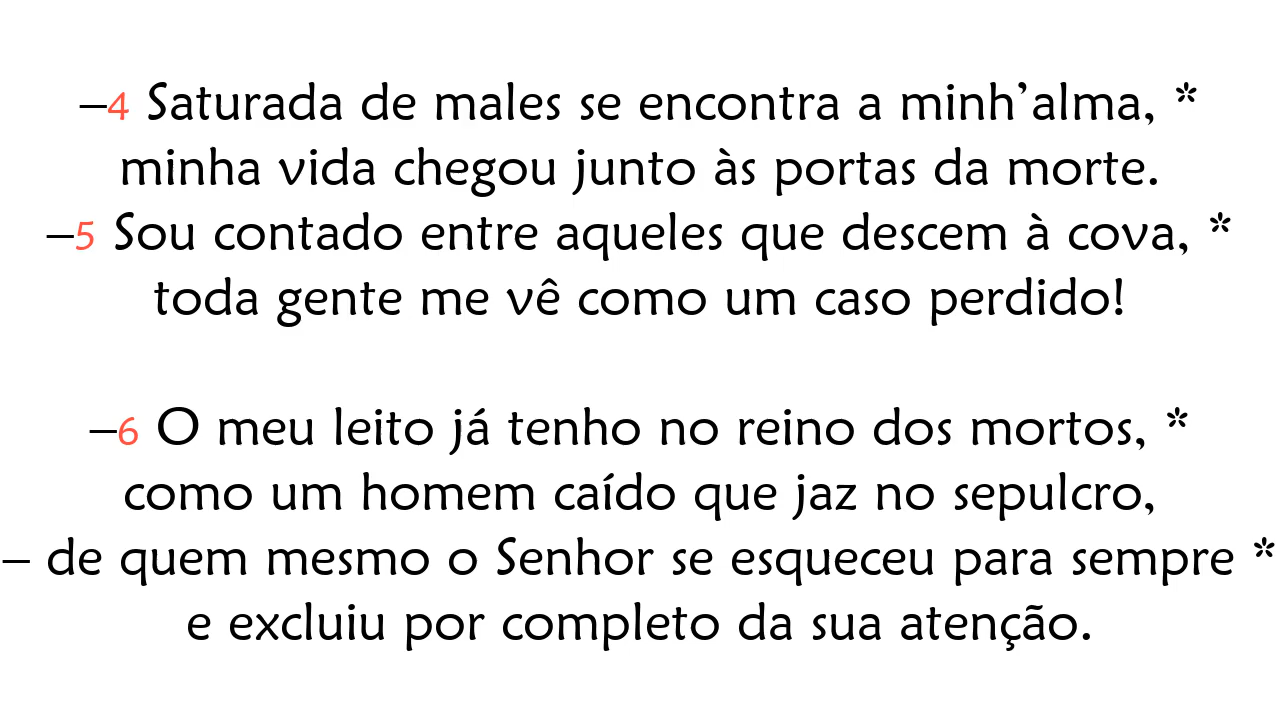 –4 Saturada de males se encontra a minh’alma, *
minha vida chegou junto às portas da morte.
–5 Sou contado entre aqueles que descem à cova, *
toda gente me vê como um caso perdido!
–6 O meu leito já tenho no reino dos mortos, *
como um homem caído que jaz no sepulcro,
– de quem mesmo o Senhor se esqueceu para sempre *
e excluiu por completo da sua atenção.